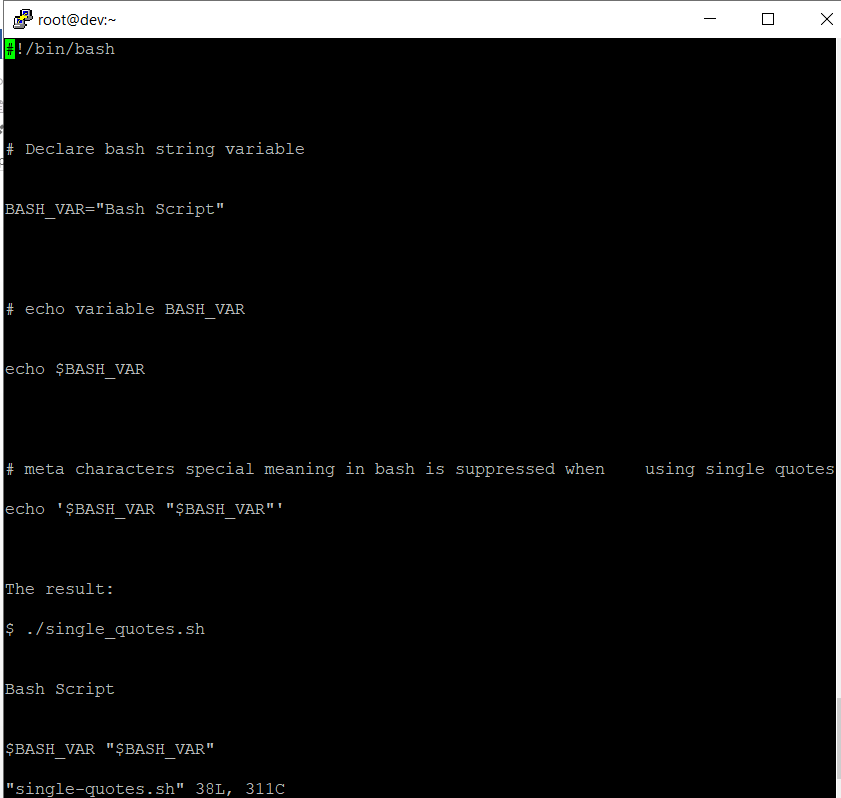 root@dev:~
#!/bin/bash
# Declare bash string variable
BASH_VAR="Bash Script"
# echo variable BASH_VAR
echo $BASH_VAR
# meta characters special meaning in bash is suppressed when    using single quotes
echo '$BASH_VAR "$BASH_VAR"'
The result:
$ ./single_quotes.sh
Bash Script
$BASH_VAR "$BASH_VAR"
"single-quotes.sh" 38L, 311C